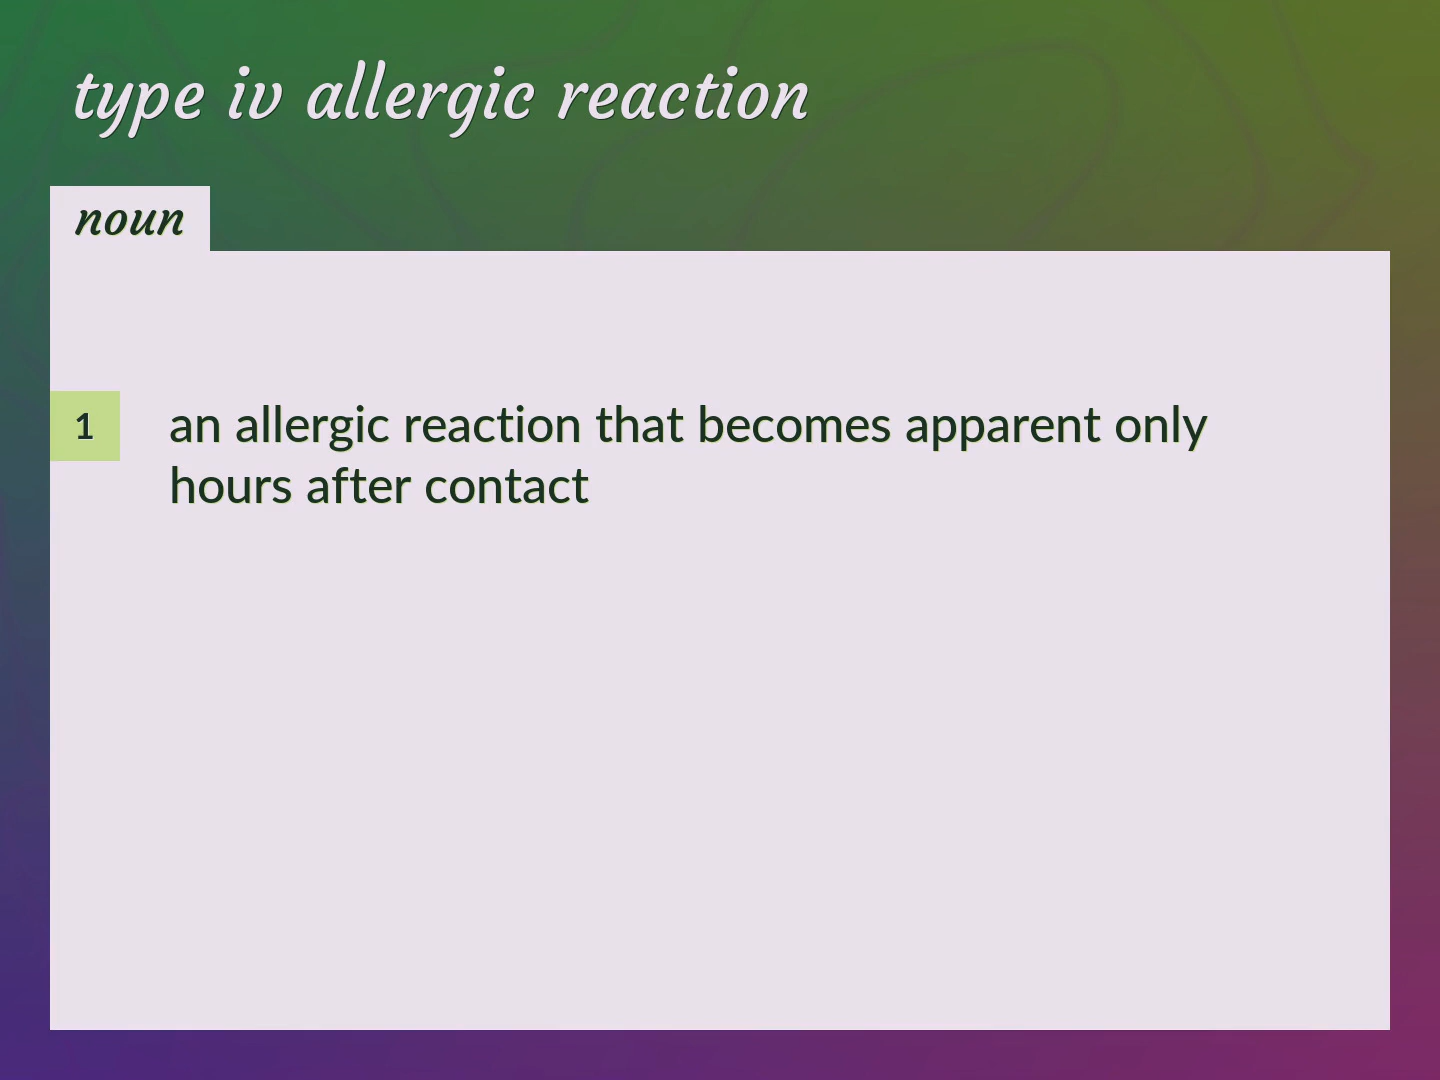 type iv allergic reaction
noun
1 an allergic reaction that becomes apparent only
hours after contact